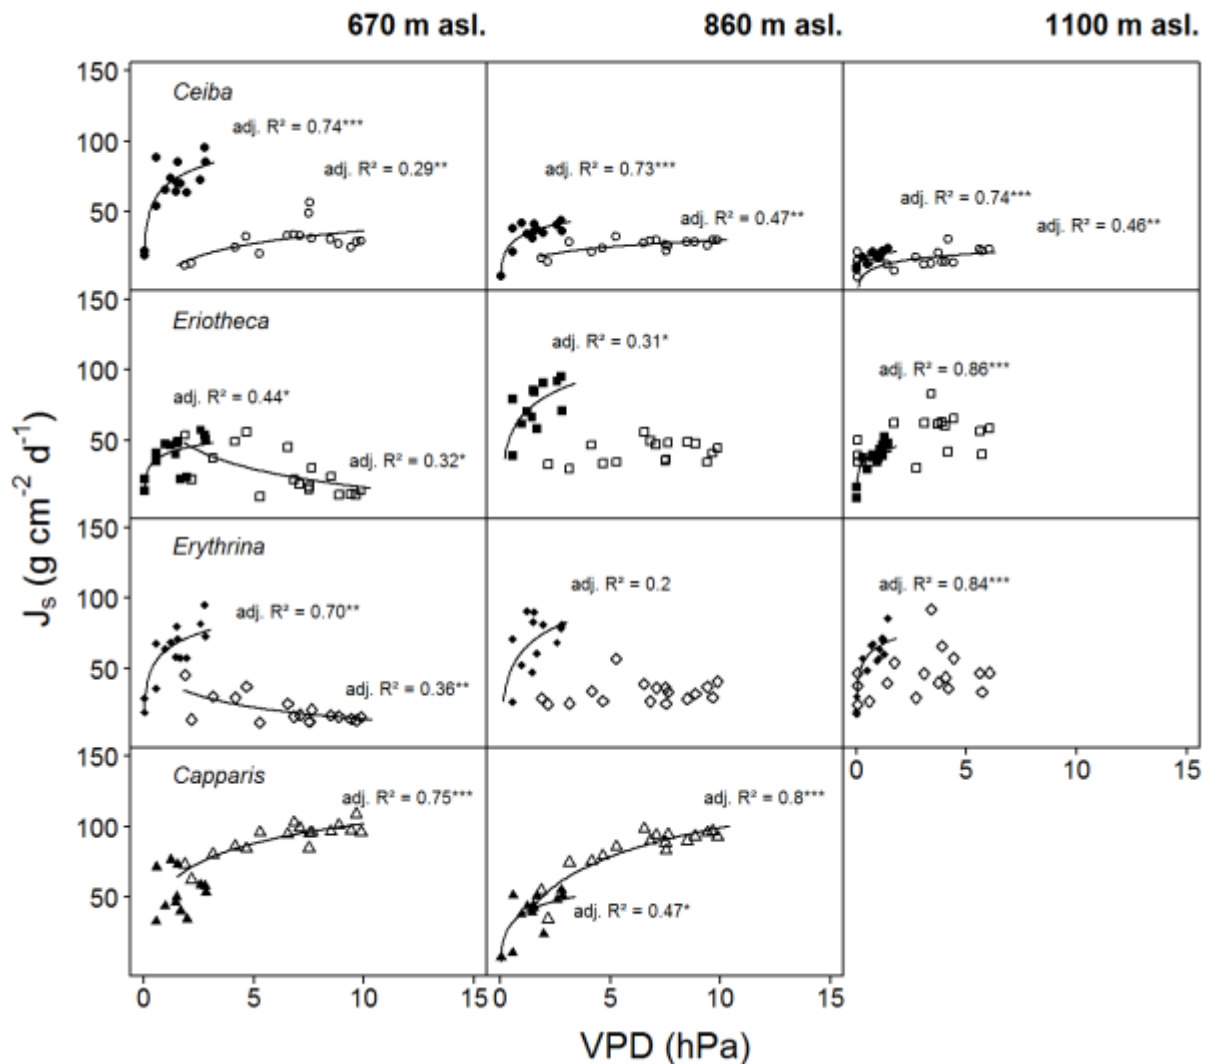 670 m asl. 860 m asl. 1100 m asl.
150
Ceiba
adj. R² = 0.74***
100
adj. R² = 0.29**
adj. R² = 0.73***
adj. R² = 0.74***
50
adj. R² = 0.47**
adj. R² = 0.46**
150
Eriotheca
100
adj. R² = 0.44*
adj. R² = 0.31*
adj. R² = 0.86***
50
adj. R² = 0.32*
Jₛ (g cm⁻² d⁻¹)
150
Erythrina
100
adj. R² = 0.70**
adj. R² = 0.2
adj. R² = 0.84***
50
adj. R² = 0.36**
0 5 10 15
150
Capparis
100
adj. R² = 0.75***
adj. R² = 0.8***
50
adj. R² = 0.47*
0 5 10 15 0 5 10 15
VPD (hPa)